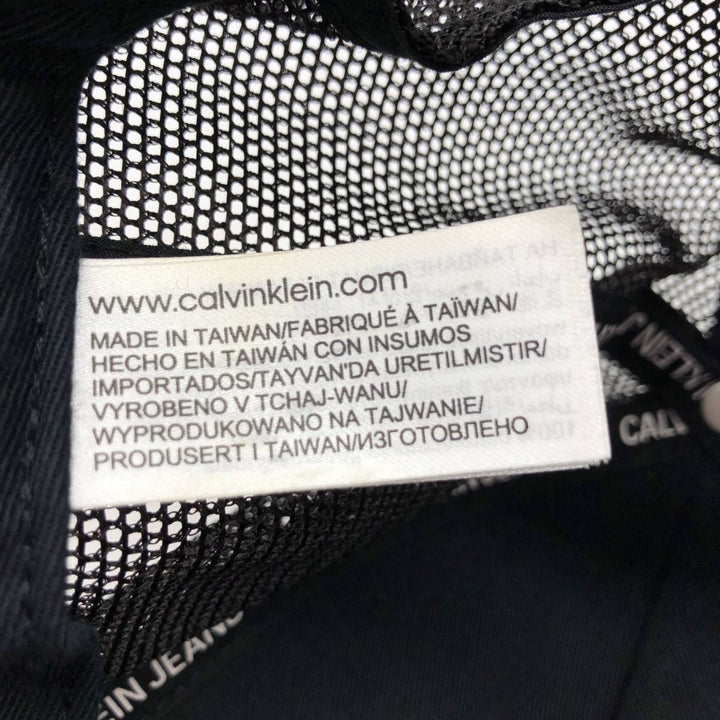 www.calvinklein.com
MADE IN TAIWAN/FABRIQUÉ À TAÏWAN/
HECHO EN TAIWÁN CON INSUMOS
IMPORTADOS/TAYVAN'DA URETILMISTIR/
VYROBENO V TCHAJ-WANU/
WYPRODUKOWANO NA TAJWANIE/
PRODUSERT I TAIWAN/ИЗГОТОВЛЕНО
JEANS